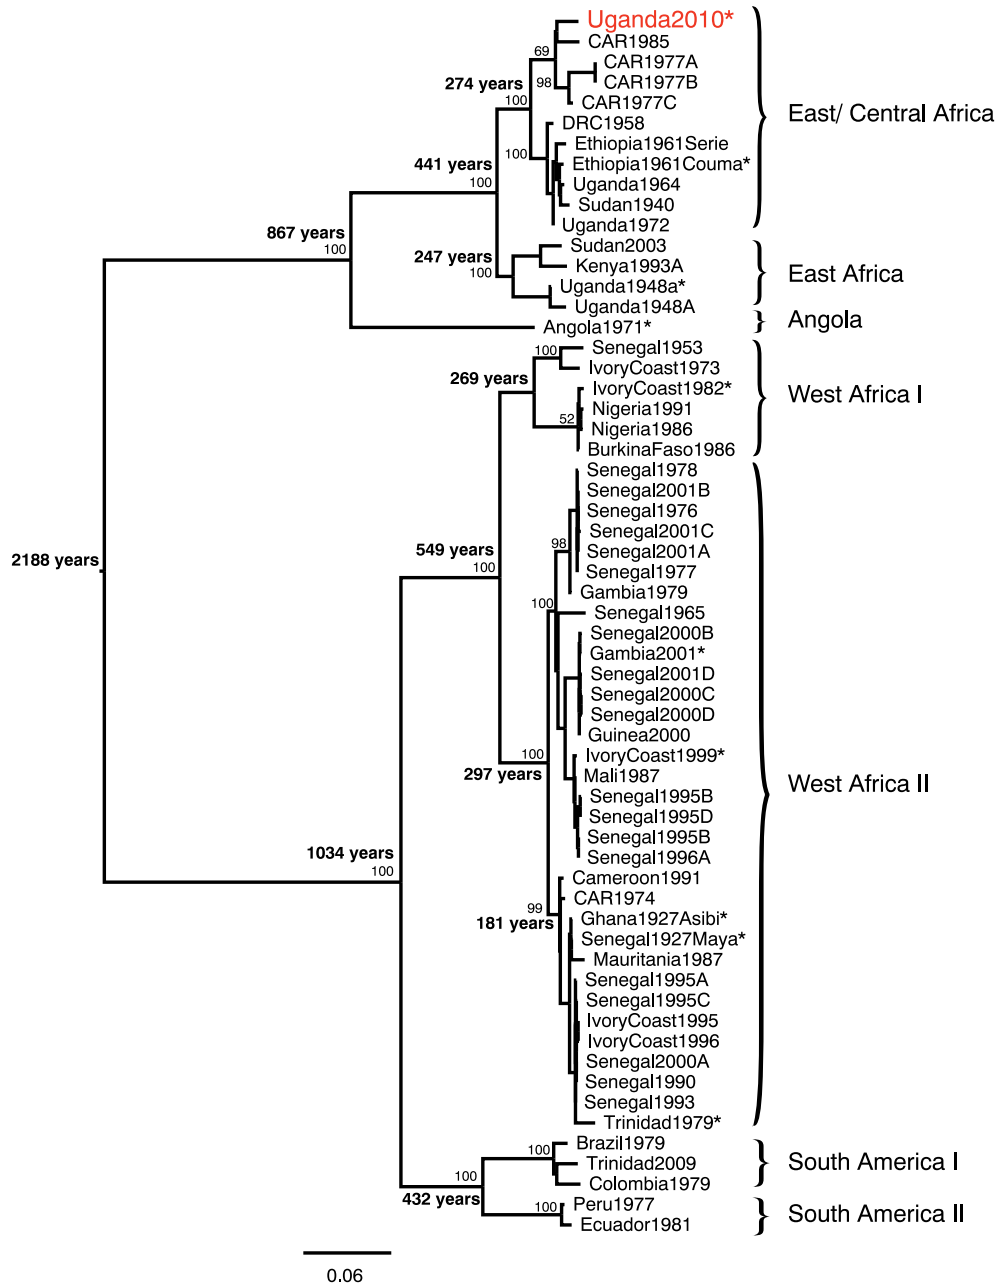 Uganda2010*
CAR1985
69
CAR1977A
CAR1977B
98
274 years
CAR1977C
100
East/ Central Africa
DRC1958
Ethiopia1961Serie
100
Ethiopia1961Couma*
441 years
100
Uganda1964
Sudan1940
Uganda1972
867 years
100
Sudan2003
247 years
Kenya1993A
100
East Africa
Uganda1948a*
Uganda1948A
Angola1971*
Angola
Senegal1953
100
IvoryCoast1973
269 years
IvoryCoast1982*
West Africa I
Nigeria1991
52
Nigeria1986
BurkinaFaso1986
Senegal1978
Senegal2001B
Senegal1976
Senegal2001C
98
549 years
Senegal2001A
2188 years
100
Senegal1977
Gambia1979
100
Senegal1965
Senegal2000B
Gambia2001*
Senegal2001D
Senegal2000C
Senegal2000D
Guinea2000
100
IvoryCoast1999*
297 years
Mali1987
West Africa II
Senegal1995B
Senegal1995D
Senegal1995B
1034 years
Senegal1996A
100
Cameroon1991
CAR1974
99
181 years
Ghana1927Asibi*
Senegal1927Maya*
Mauritania1987
Senegal1995A
Senegal1995C
IvoryCoast1995
IvoryCoast1996
Senegal2000A
Senegal1990
Senegal1993
Trinidad1979*
Brazil1979
100
Trinidad2009
South America I
100
Colombia1979
432 years
Peru1977
100
South America II
Ecuador1981
0.06